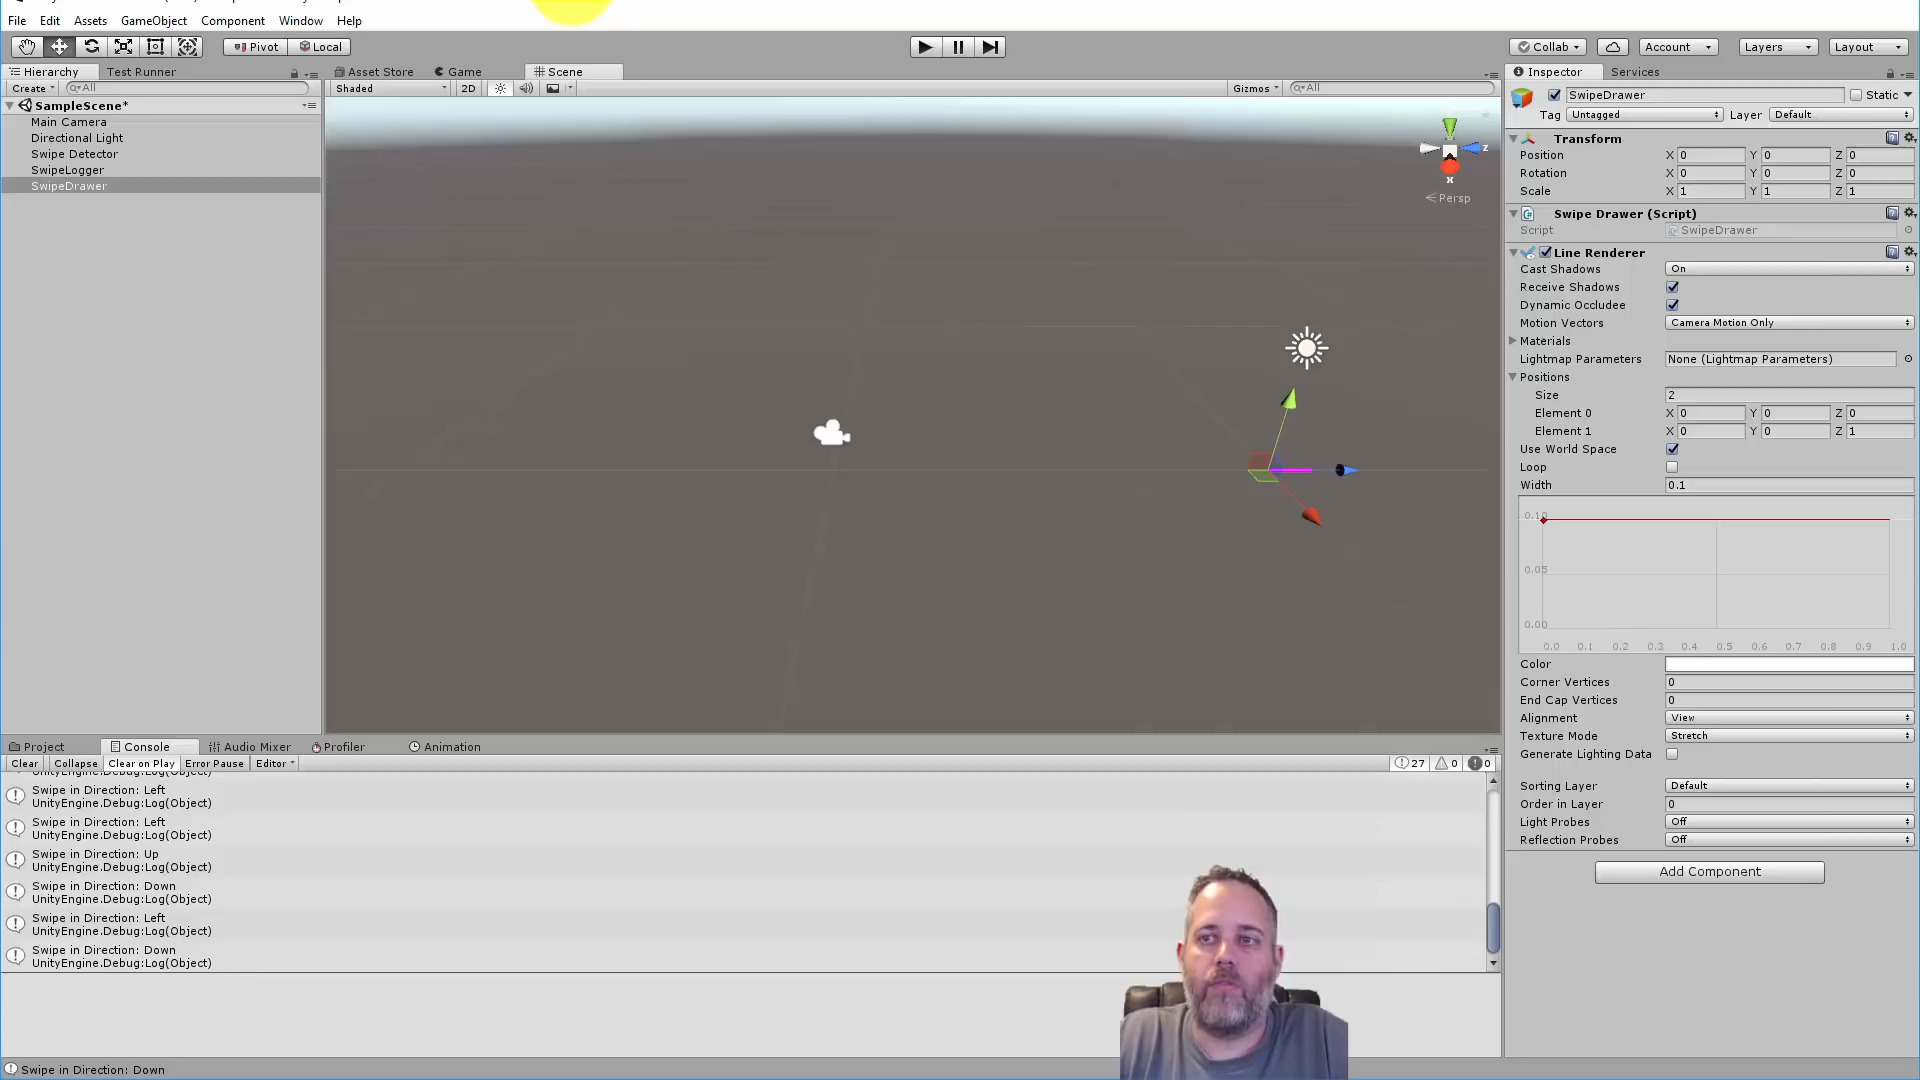 File Edit Assets GameObject Component Window Help
Pivot Local Collab Account Layers Layout
Hierarchy Test Runner
Create All
SampleScene*
Main Camera
Directional Light
Swipe Detector
SwipeLogger
SwipeDrawer
Asset Store Game Scene
Shaded 2D Gizmos All
z
x
Persp
Inspector Services
SwipeDrawer Static
Tag Untagged Layer Default
Transform
Position X 0 Y 0 Z 0
Rotation X 0 Y 0 Z 0
Scale X 1 Y 1 Z 1
Swipe Drawer (Script)
Script SwipeDrawer
Line Renderer
Cast Shadows On
Receive Shadows
Dynamic Occludee
Motion Vectors Camera Motion Only
Materials
Lightmap Parameters None (Lightmap Parameters)
Positions
Size 2
Element 0 X 0 Y 0 Z 0
Element 1 X 0 Y 0 Z 1
Use World Space
Loop
Width 0.1
0.10
0.05
0.00
0.0 0.1 0.2 0.3 0.4 0.5 0.6 0.7 0.8 0.9 1.0
Color
Corner Vertices 0
End Cap Vertices 0
Alignment View
Texture Mode Stretch
Generate Lighting Data
Sorting Layer Default
Order in Layer 0
Light Probes Off
Reflection Probes Off
Add Component
Project Console Audio Mixer Profiler Animation
Clear Collapse Clear on Play Error Pause Editor 27 0 0
UnityEngine.Debug:Log(Object)
Swipe in Direction: Left
UnityEngine.Debug:Log(Object)
Swipe in Direction: Left
UnityEngine.Debug:Log(Object)
Swipe in Direction: Up
UnityEngine.Debug:Log(Object)
Swipe in Direction: Down
UnityEngine.Debug:Log(Object)
Swipe in Direction: Left
UnityEngine.Debug:Log(Object)
Swipe in Direction: Down
UnityEngine.Debug:Log(Object)
Swipe in Direction: Down